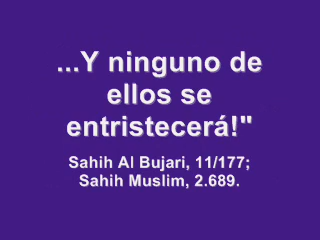 ...Y ninguno de
ellos se
entristecerá!"
Sahih Al Bujari, 11/177;
Sahih Muslim, 2.689.